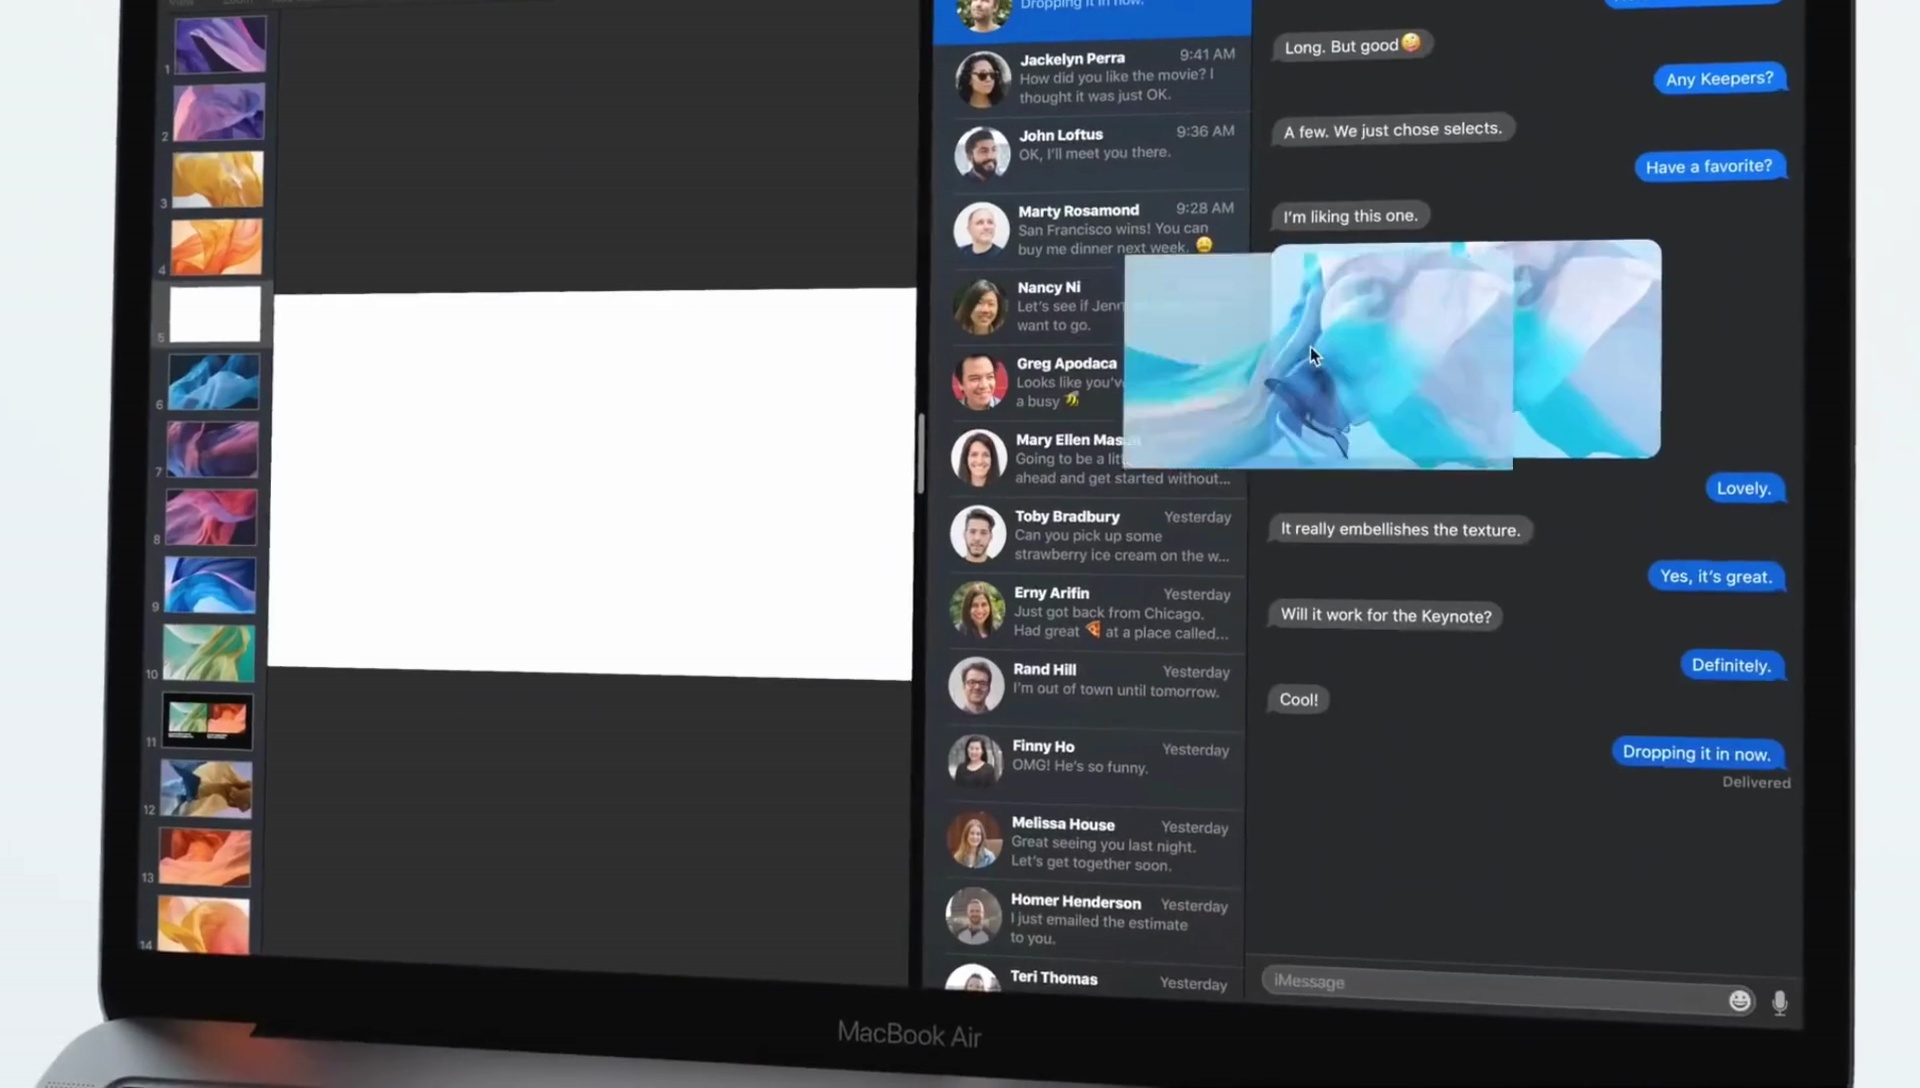 Dropping it in now.
Jackelyn Perra 9:41 AM
How did you like the movie? I
thought it was just OK.
John Loftus 9:36 AM
OK, I'll meet you there.
Marty Rosamond 9:28 AM
San Francisco wins! You can
buy me dinner next week. 😩
Nancy Ni
Let's see if Jenn
want to go.
Greg Apodaca
Looks like you'v
a busy 🐝
Mary Ellen Mas
Going to be a lit
ahead and get started without...
Toby Bradbury Yesterday
Can you pick up some
strawberry ice cream on the w...
Erny Arifin Yesterday
Just got back from Chicago.
Had great 🍕 at a place called...
Rand Hill Yesterday
I'm out of town until tomorrow.
Finny Ho Yesterday
OMG! He's so funny.
Melissa House Yesterday
Great seeing you last night.
Let's get together soon.
Homer Henderson Yesterday
I just emailed the estimate
to you.
Teri Thomas Yesterday
Long. But good🤪
Any Keepers?
A few. We just chose selects.
Have a favorite?
I'm liking this one.
Lovely.
It really embellishes the texture.
Yes, it's great.
Will it work for the Keynote?
Definitely.
Cool!
Dropping it in now.
Delivered
iMessage
1
2
3
4
5
6
7
8
9
10
11
12
13
14
MacBook Air